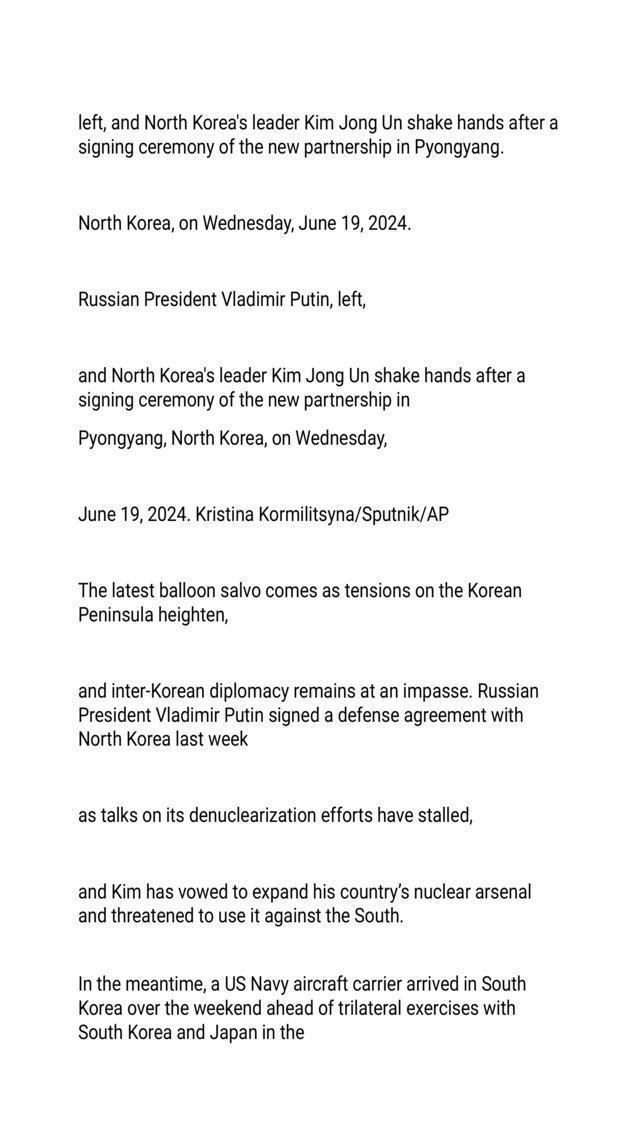 left, and North Korea's leader Kim Jong Un shake hands after a
signing ceremony of the new partnership in Pyongyang.
North Korea, on Wednesday, June 19, 2024.
Russian President Vladimir Putin, left,
and North Korea's leader Kim Jong Un shake hands after a
signing ceremony of the new partnership in
Pyongyang, North Korea, on Wednesday,
June 19, 2024. Kristina Kormilitsyna/Sputnik/AP
The latest balloon salvo comes as tensions on the Korean
Peninsula heighten,
and inter-Korean diplomacy remains at an impasse. Russian
President Vladimir Putin signed a defense agreement with
North Korea last week
as talks on its denuclearization efforts have stalled,
and Kim has vowed to expand his country’s nuclear arsenal
and threatened to use it against the South.
In the meantime, a US Navy aircraft carrier arrived in South
Korea over the weekend ahead of trilateral exercises with
South Korea and Japan in the